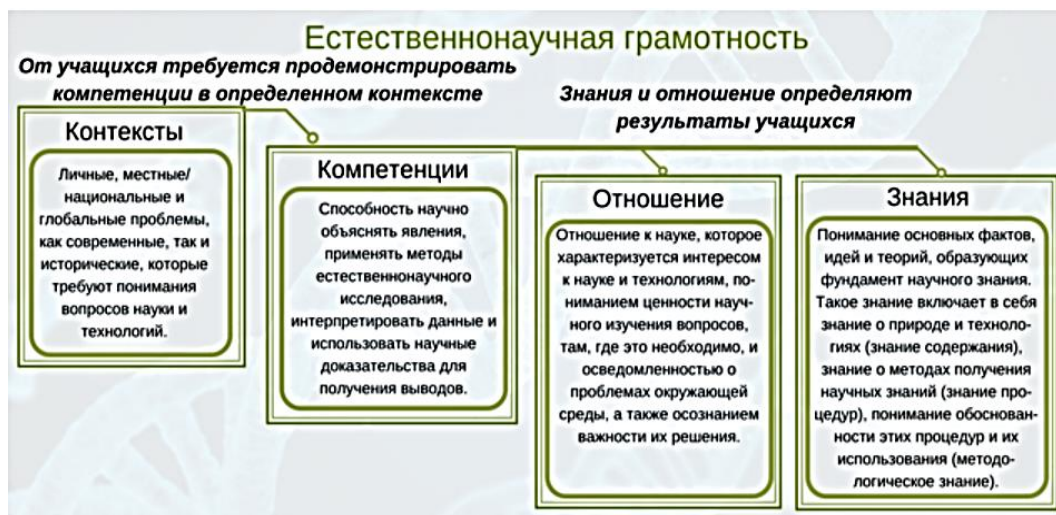 Естественнонаучная грамотность
От учащихся требуется продемонстрировать
компетенции в определенном контексте
Знания и отношение определяют
результаты учащихся
Контексты
Личные, местные/
национальные и
глобальные проблемы,
как современные, так и
исторические, которые
требуют понимания
вопросов науки и
технологий.
Компетенции
Способность научно
объяснять явления,
применять методы
естественнонаучного
исследования,
интерпретировать данные и
использовать научные
доказательства для
получения выводов.
Отношение
Отношение к науке, которое
характеризуется интересом
к науке и технологиям, по-
ниманием ценности науч-
ного изучения вопросов,
там, где это необходимо, и
осведомленностью о
проблемах окружающей
среды, а также осознанием
важности их решения.
Знания
Понимание основных фактов,
идей и теорий, образующих
фундамент научного знания.
Такое знание включает в себя
знание о природе и техноло-
гиях (знание содержания),
знание о методах получения
научных знаний (знание про-
цедур), понимание обоснован-
ности этих процедур и их
использования (методо-
логическое знание).